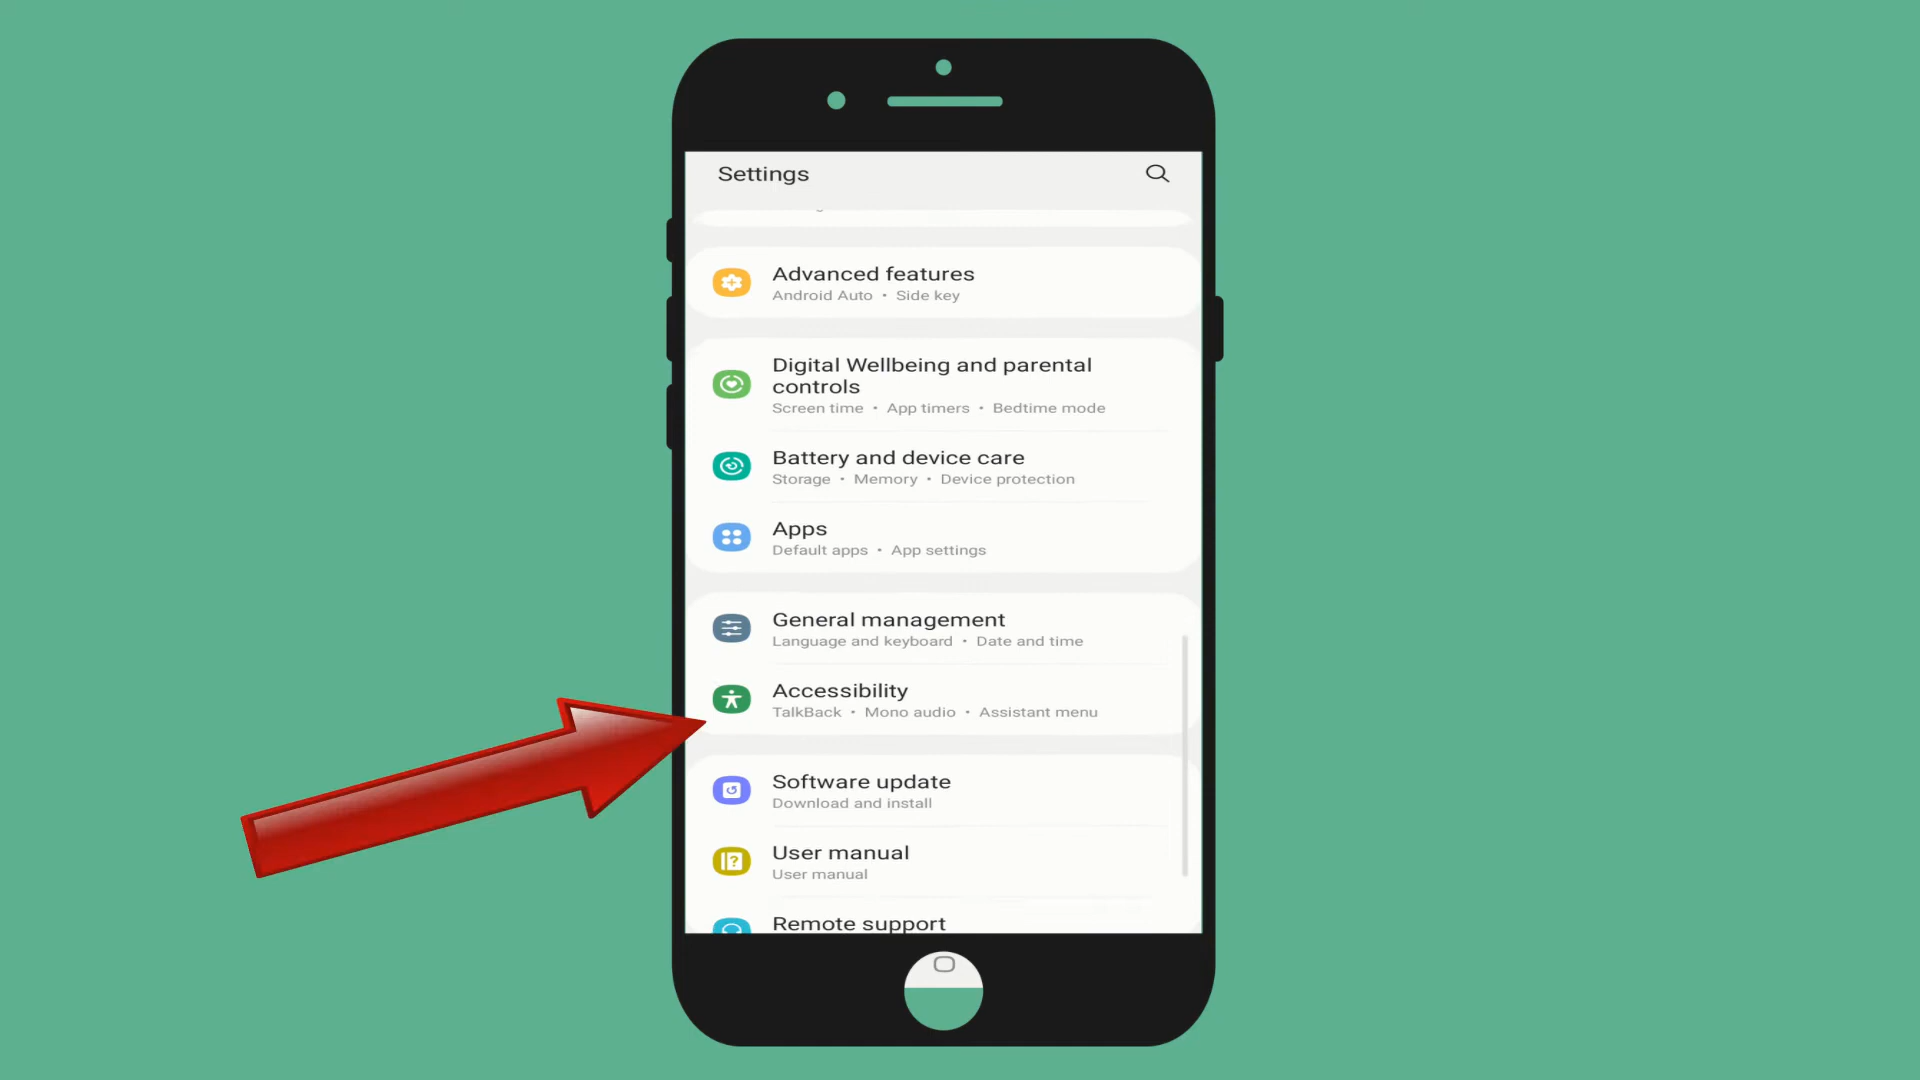 Settings
Advanced features
Android Auto • Side key
Digital Wellbeing and parental
controls
Screen time • App timers • Bedtime mode
Battery and device care
Storage • Memory • Device protection
Apps
Default apps • App settings
General management
Language and keyboard • Date and time
Accessibility
TalkBack • Mono audio • Assistant menu
Software update
Download and install
User manual
User manual
Remote support